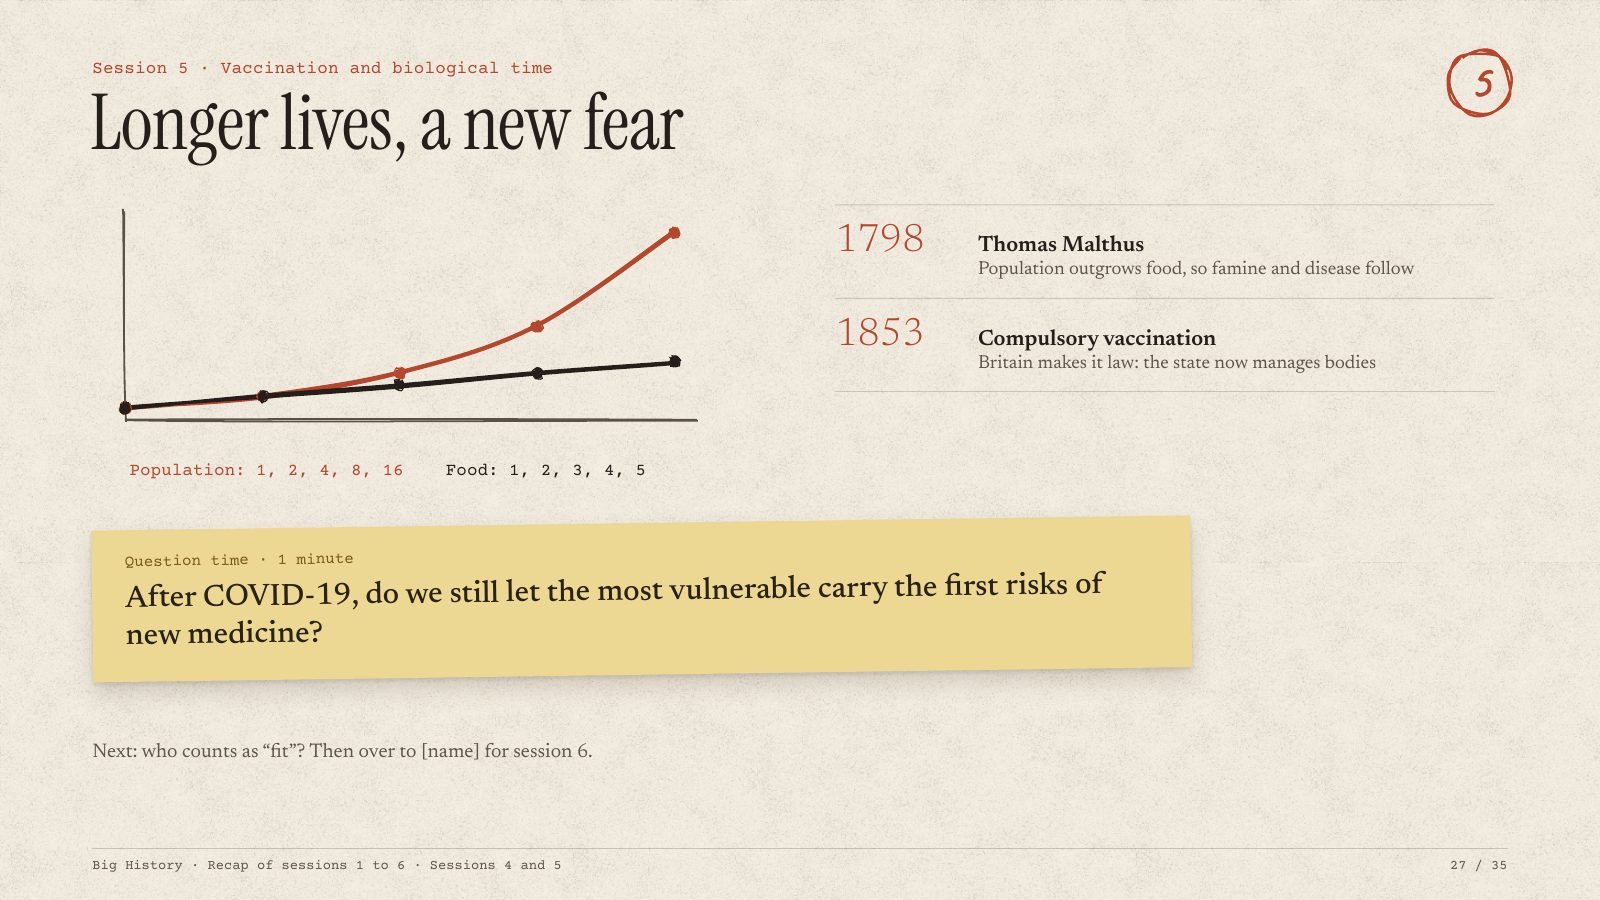 Session 5 · Vaccination and biological time
Longer lives, a new fear
5
1798
Thomas Malthus
Population outgrows food, so famine and disease follow
1853
Compulsory vaccination
Britain makes it law: the state now manages bodies
Population: 1, 2, 4, 8, 16 Food: 1, 2, 3, 4, 5
Question time · 1 minute
After COVID-19, do we still let the most vulnerable carry the first risks of
new medicine?
Next: who counts as “fit”? Then over to [name] for session 6.
Big History · Recap of sessions 1 to 6 · Sessions 4 and 5
27 / 35